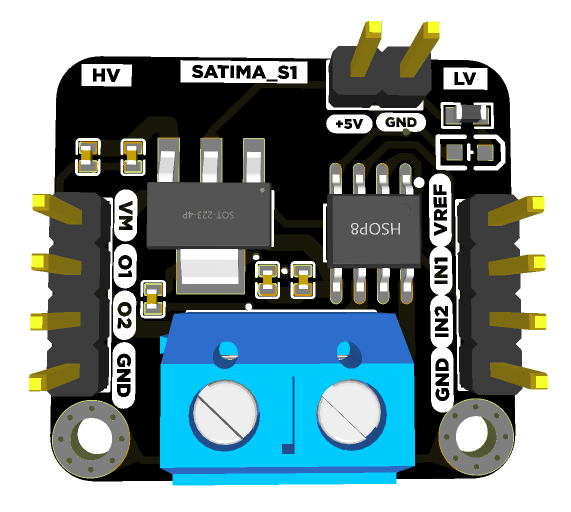 HV
SATIMA_S1
LV
+5V
GND
VM
O1
O2
GND
SOT-223-4P
HSOP8
VREF
IN1
IN2
GND